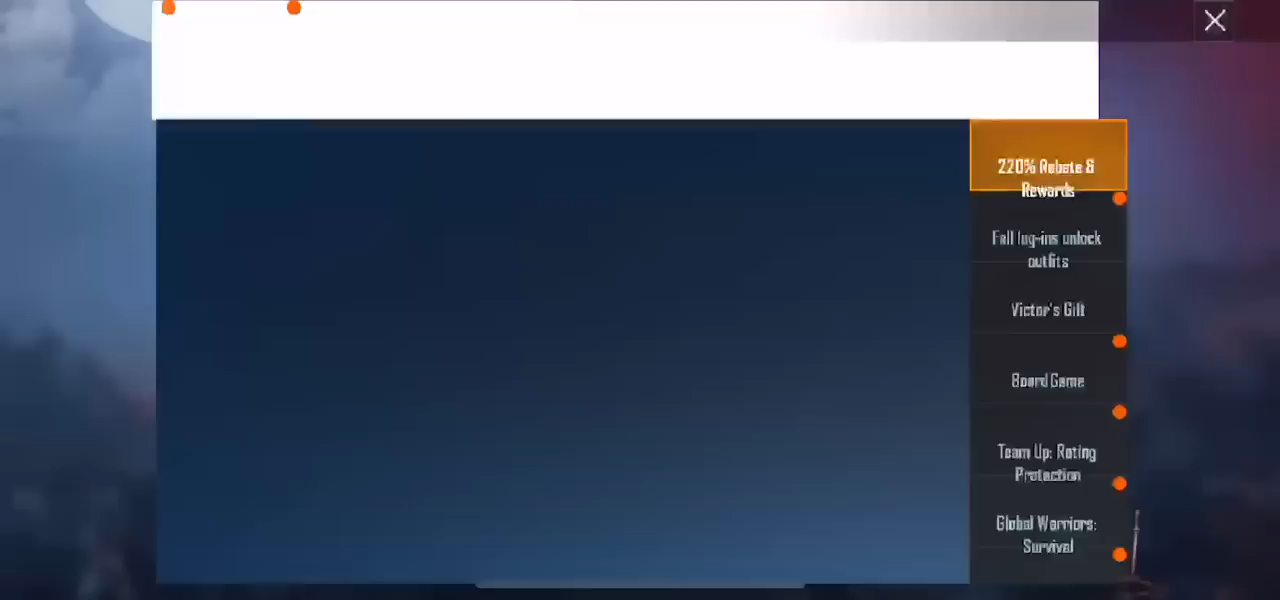 220% Rebate &
Rewards
Fall log-ins unlock
outfits
Victor's Gift
Board Game
Team Up: Rating
Protection
Global Warriors:
Survival